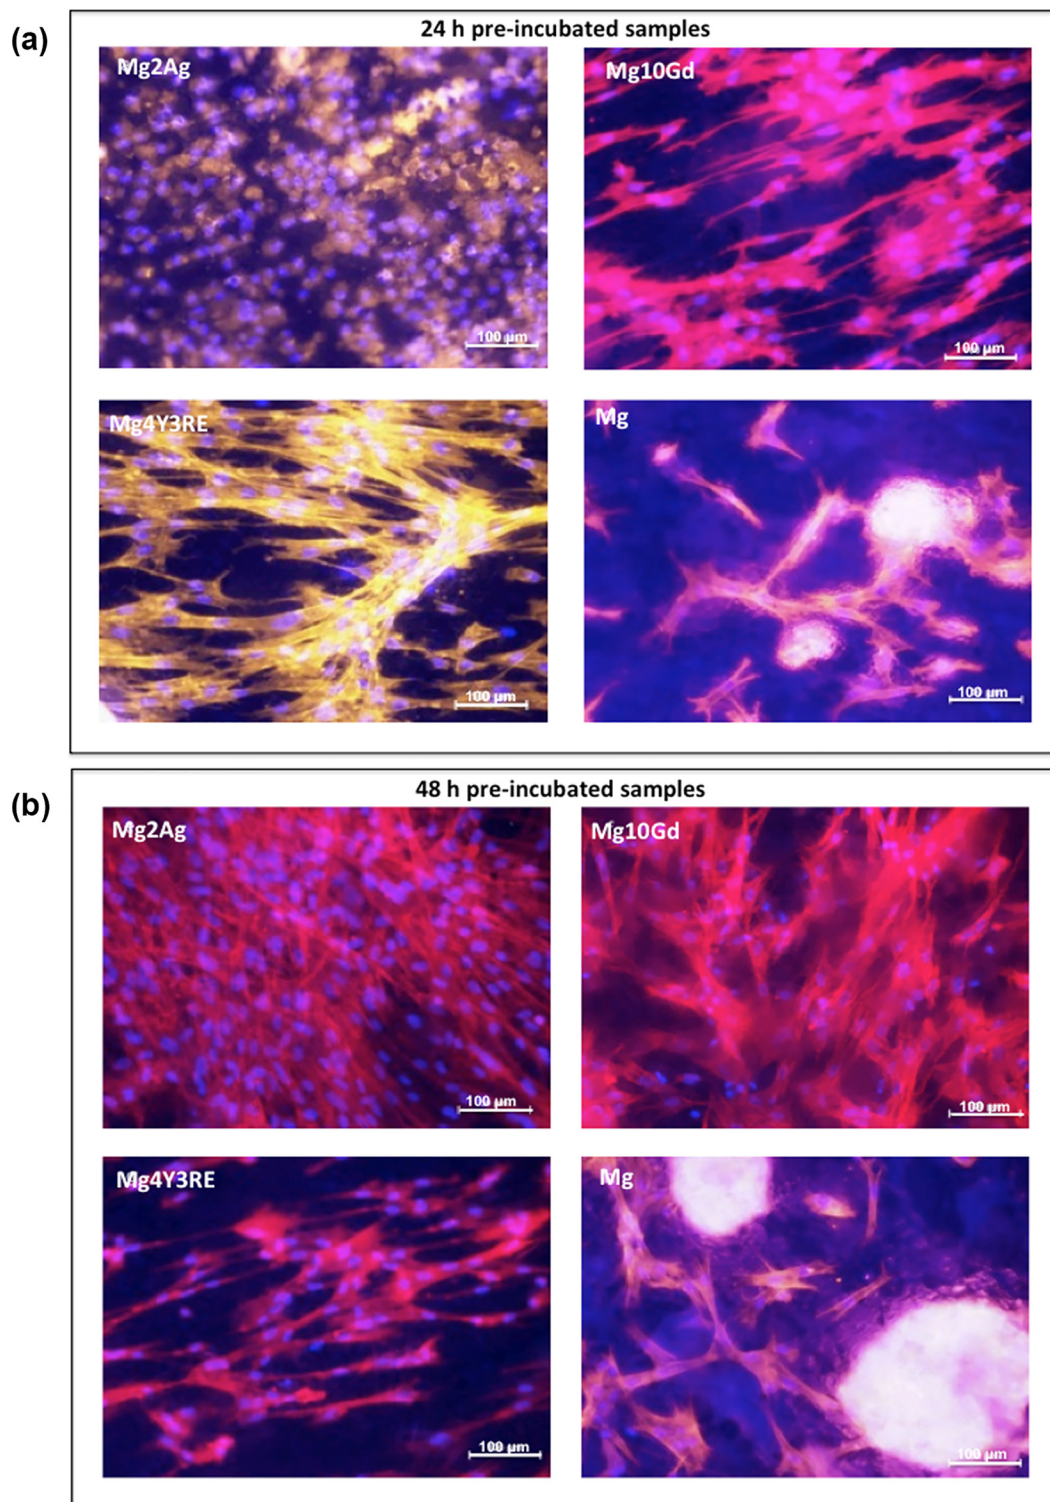 (a)
24 h pre-incubated samples
Mg2Ag
Mg10Gd
100 µm
100 µm
Mg4Y3RE
Mg
100 µm
100 µm
(b)
48 h pre-incubated samples
Mg2Ag
Mg10Gd
100 µm
100 µm
Mg4Y3RE
Mg
100 µm
100 µm